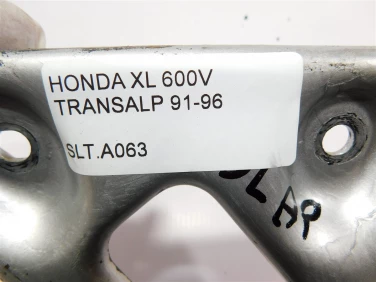 HONDA XL 600V
TRANSALP 91-96
SLT.A063